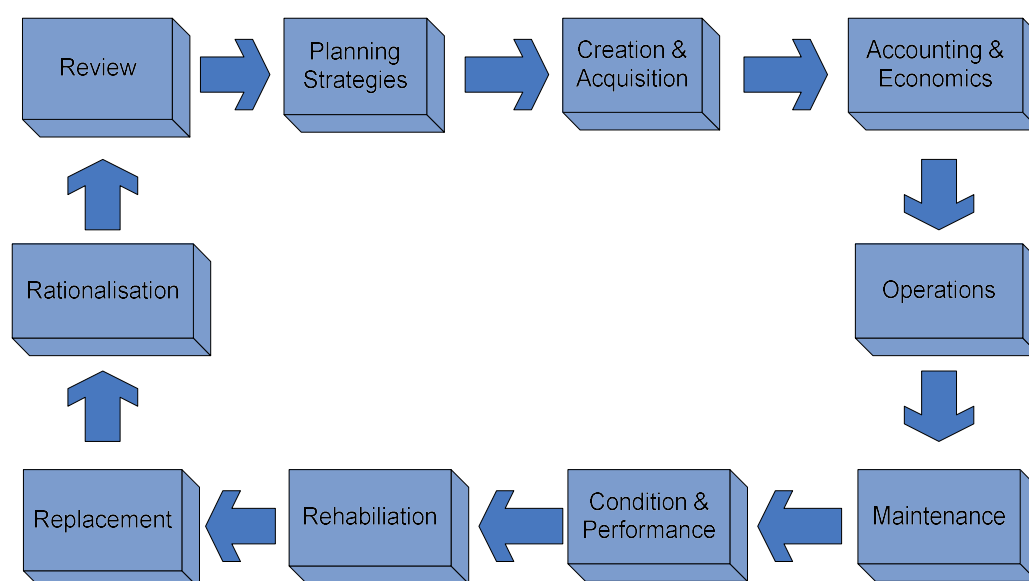 Review
Planning
Strategies
Creation &
Acquisition
Accounting &
Economics
Rationalisation
Operations
Replacement
Rehabiliation
Condition &
Performance
Maintenance